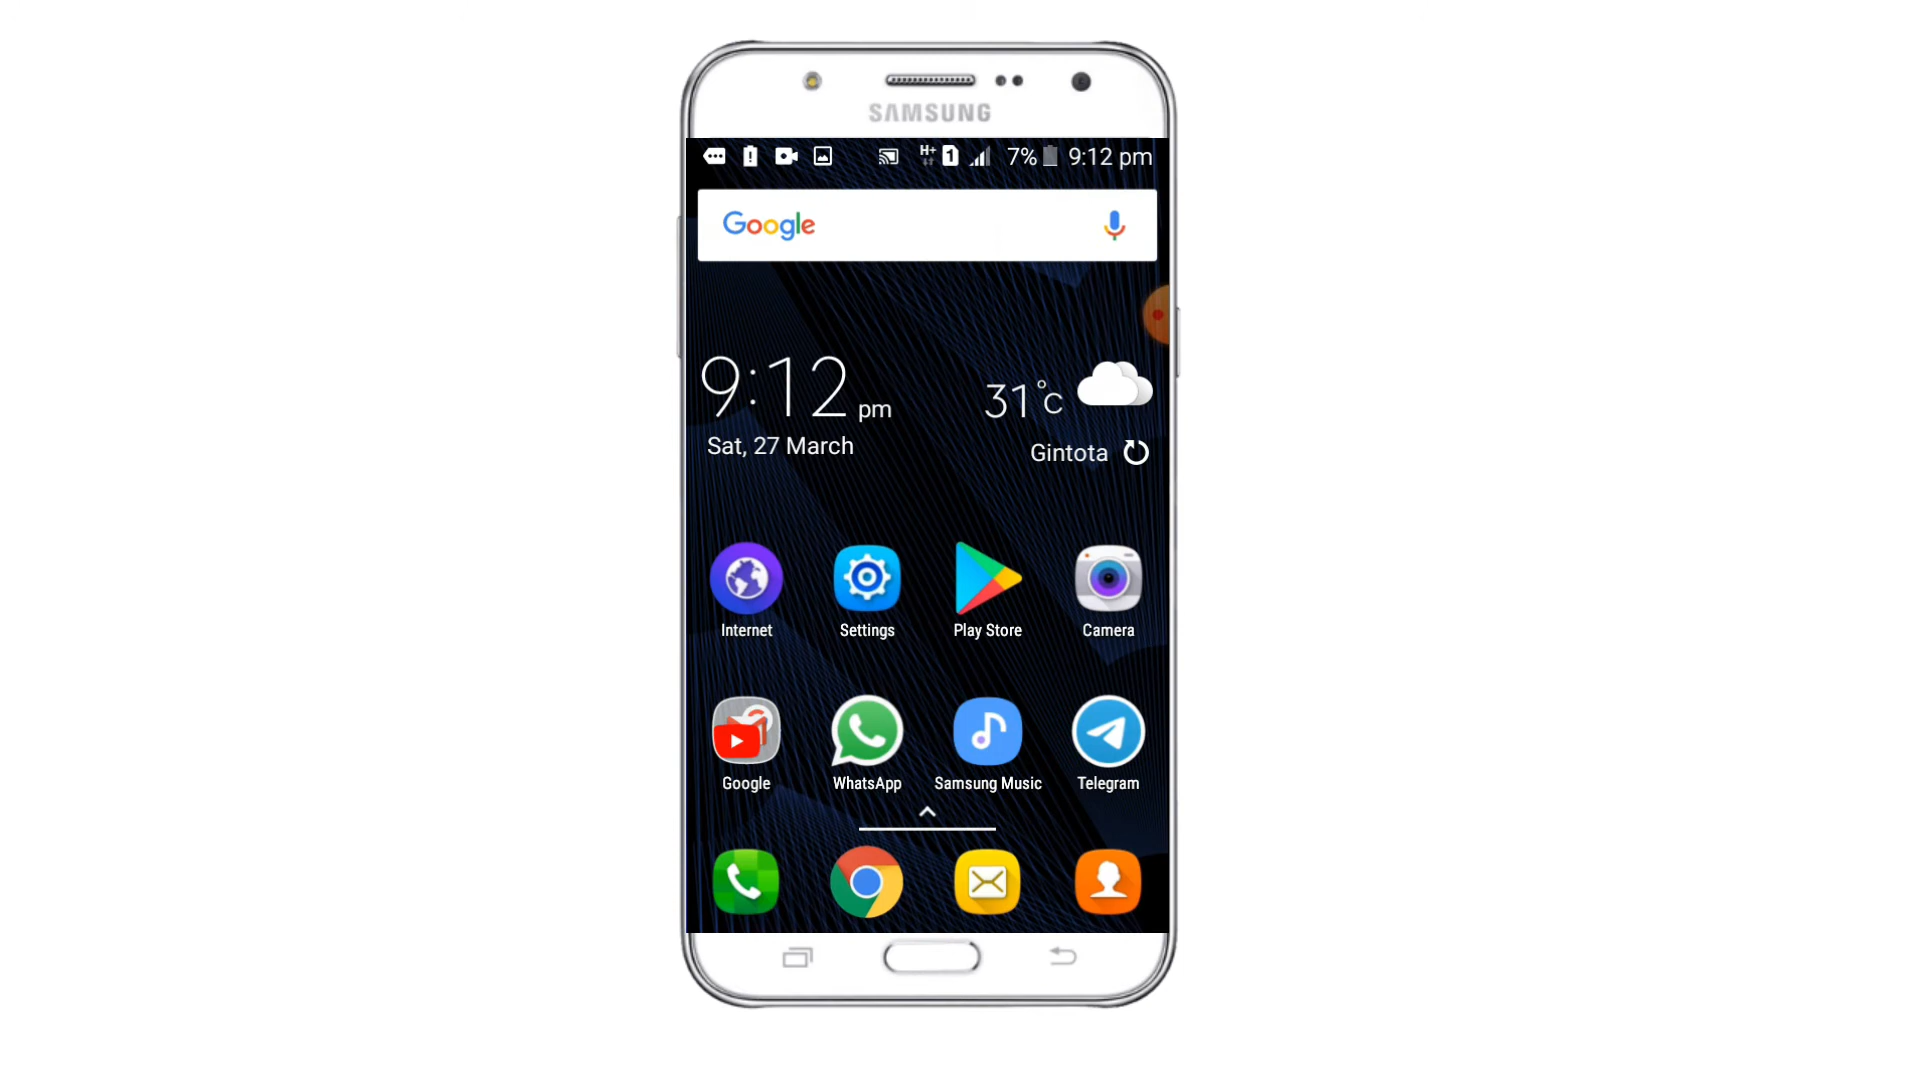 SAMSUNG
H+ 1 7% 9:12 pm
Google
9:12 pm
31°c
Sat, 27 March
Gintota
Internet
Settings
Play Store
Camera
Google
WhatsApp
Samsung Music
Telegram